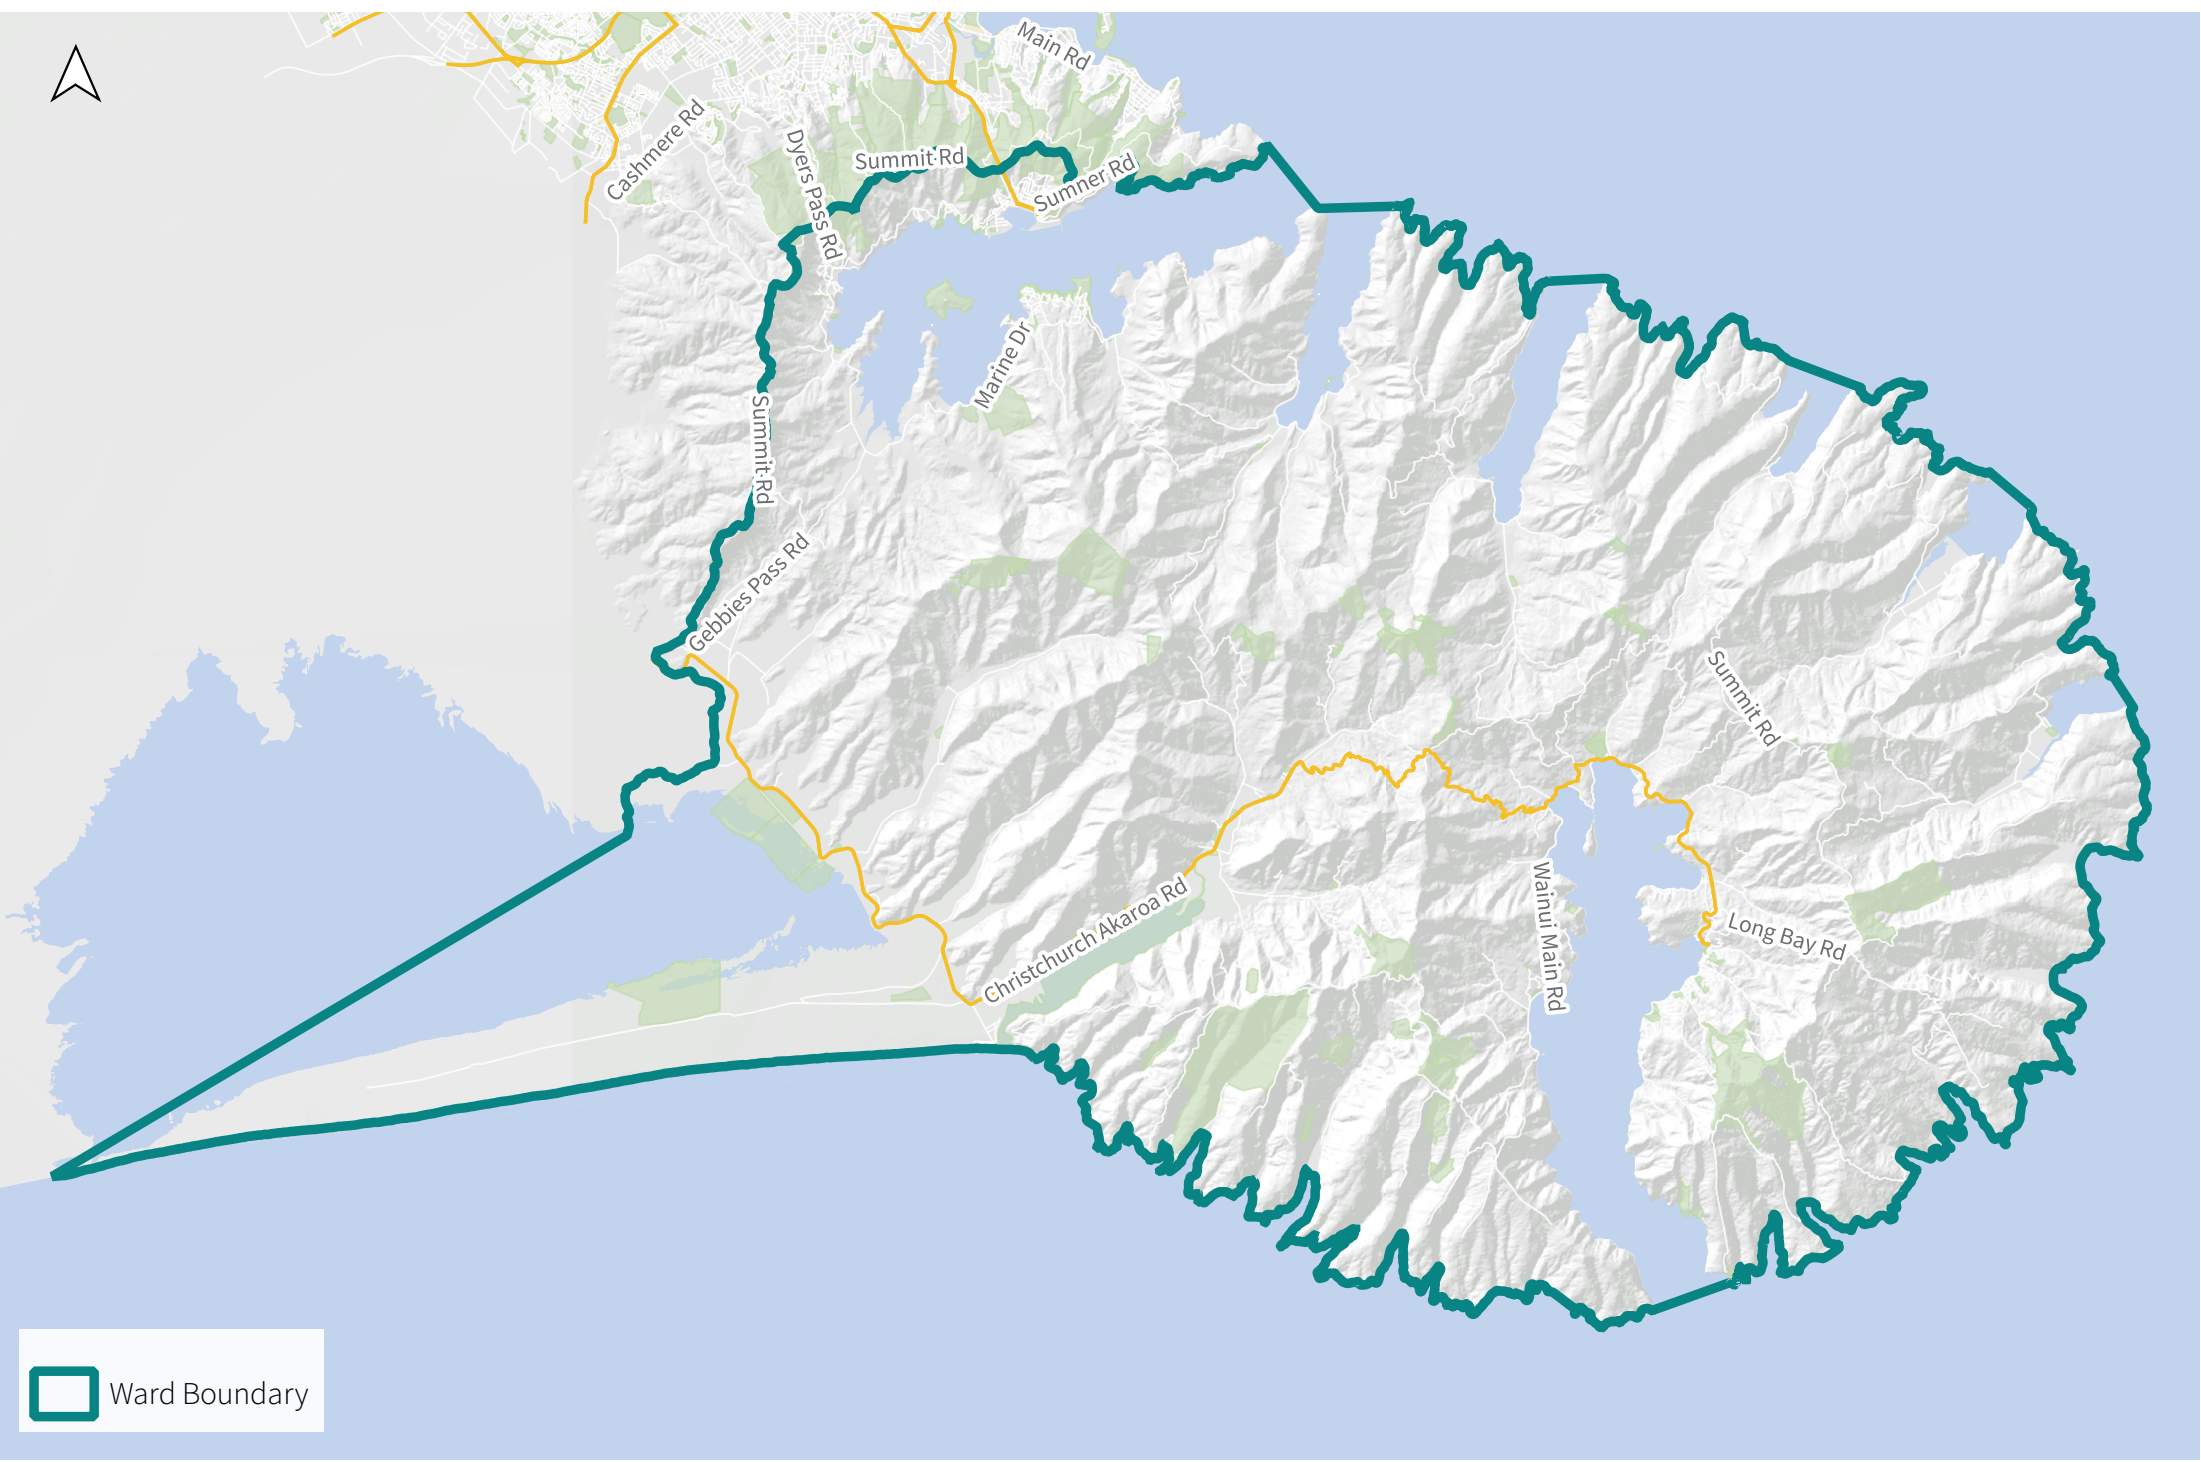 Main Rd
Cashmere Rd
Dyers Pass Rd
Summit Rd
Sumner Rd
Marine Dr
Summit Rd
Gebbies Pass Rd
Summit Rd
Christchurch Akaroa Rd
Wainui Main Rd
Long Bay Rd
Ward Boundary